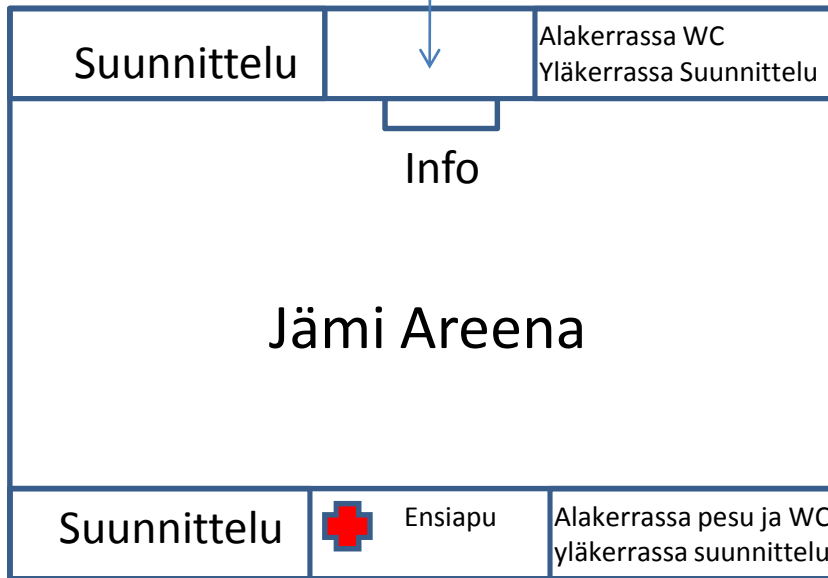 Suunnittelu
Alakerrassa WC
Yläkerrassa Suunnittelu
Info
Jämi Areena
Suunnittelu
Ensiapu
Alakerrassa pesu ja WC
yläkerrassa suunnittelu